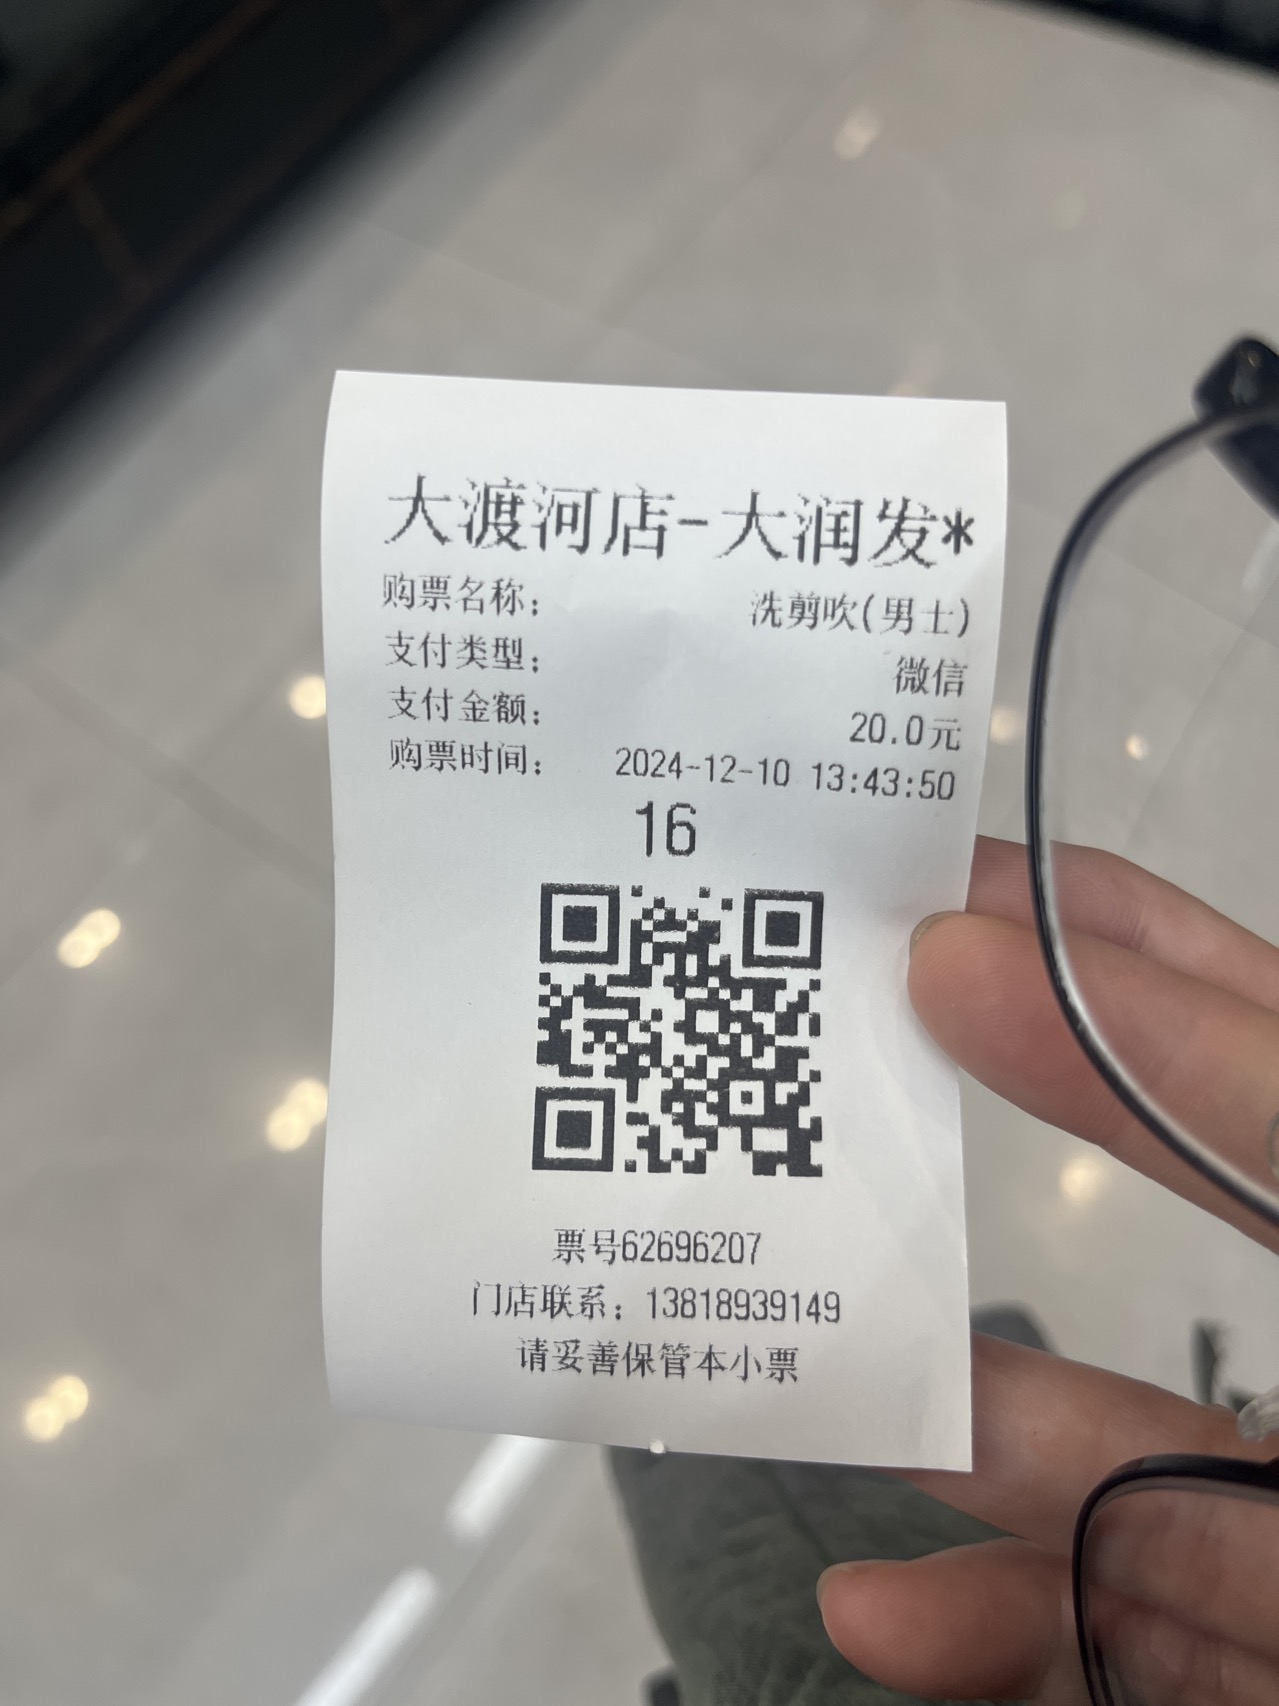 大渡河店-大润发*
购票名称： 洗剪吹(男士)
支付类型： 微信
支付金额： 20.0元
购票时间： 2024-12-10 13:43:50
16
票号62696207
门店联系：13818939149
请妥善保管本小票